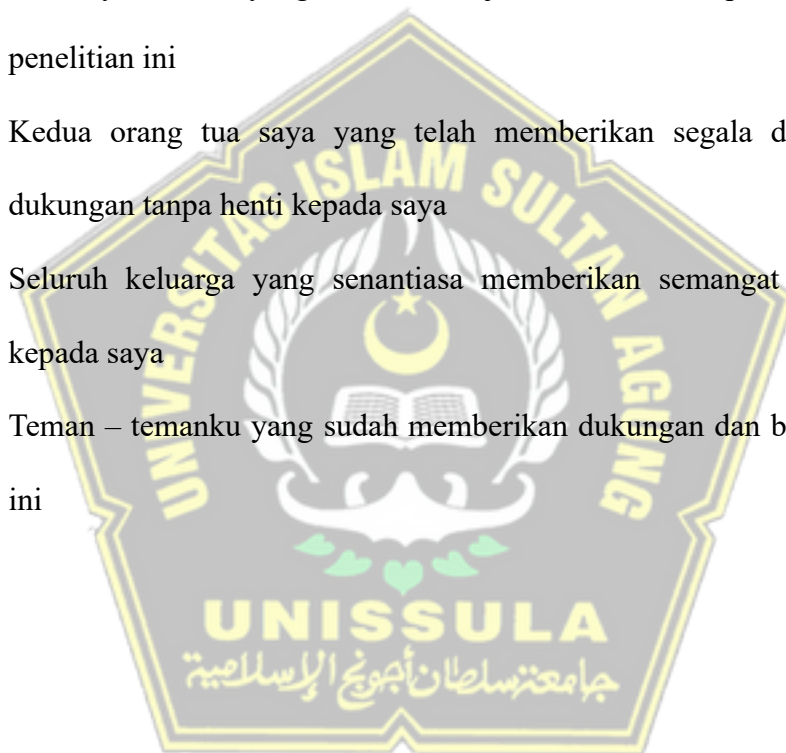 penelitian ini
Kedua orang tua saya yang telah memberikan segala d
dukungan tanpa henti kepada saya
Seluruh keluarga yang senantiasa memberikan semangat
kepada saya
Teman – temanku yang sudah memberikan dukungan dan b
ini
UNIVERSITAS ISLAM SULTAN AGUNG
UNISSULA
جامعة سلطان أجونج الإسلامية